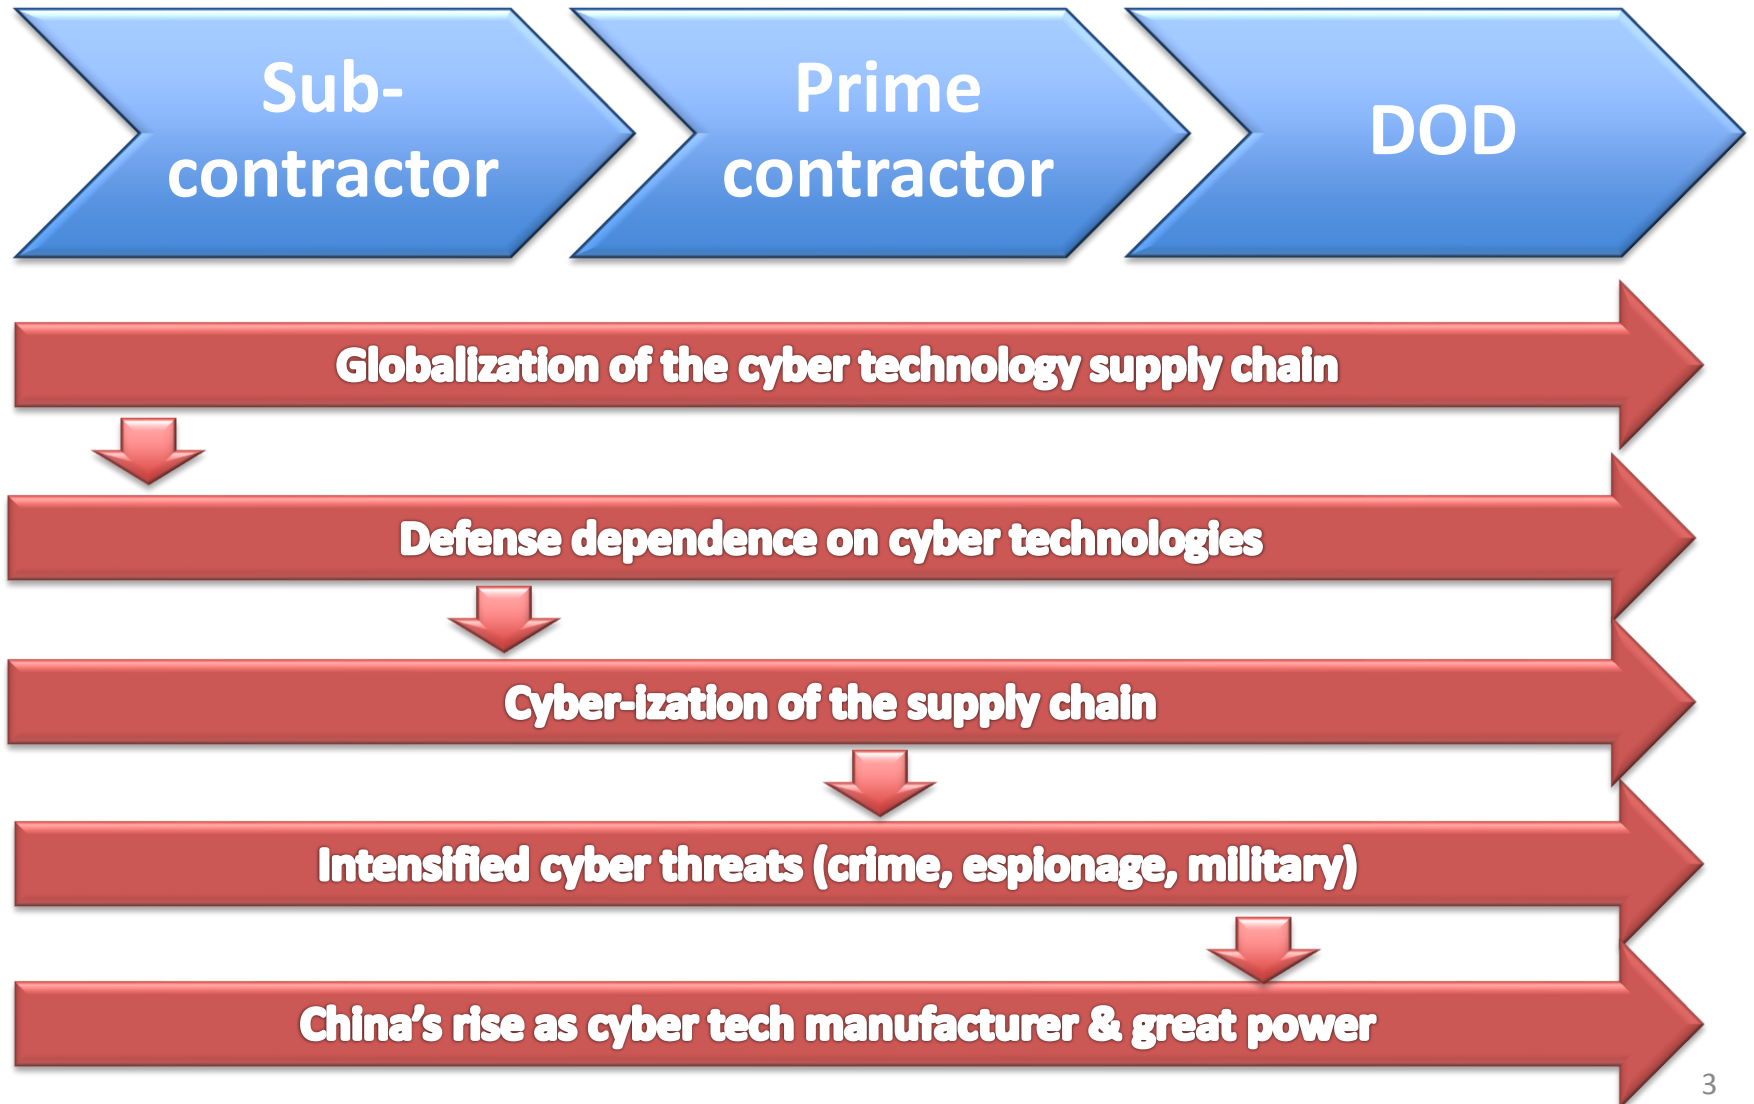 Sub-
contractor
Prime
contractor
DOD
Globalization of the cyber technology supply chain
Defense dependence on cyber technologies
Cyber-ization of the supply chain
Intensified cyber threats (crime, espionage, military)
China’s rise as cyber tech manufacturer & great power
3